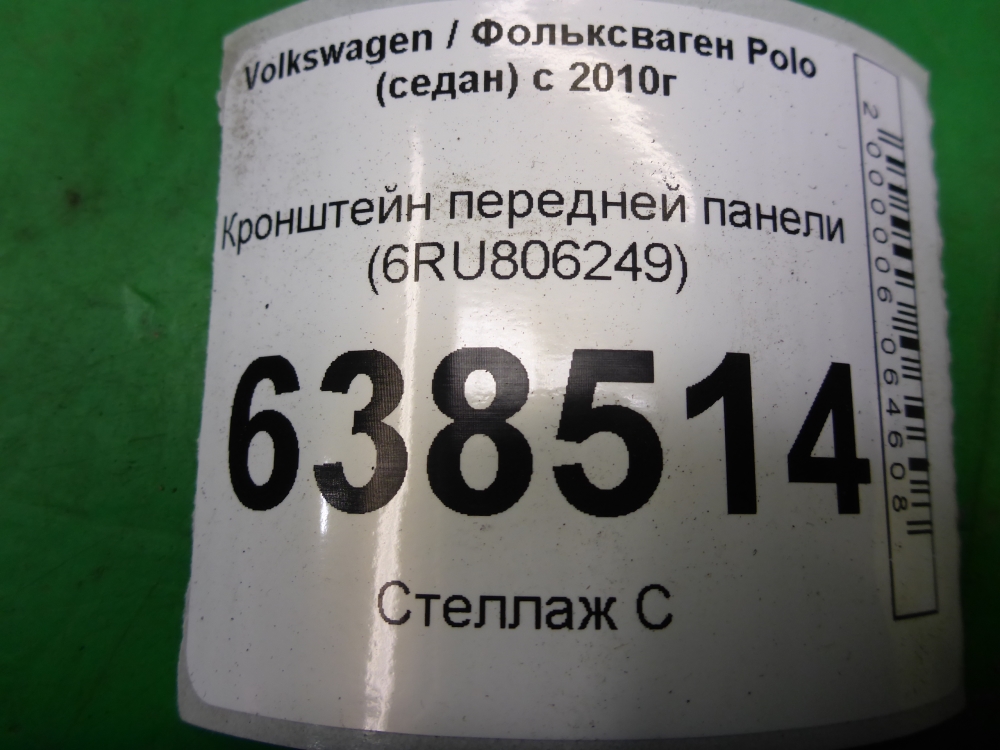 Volkswagen / Фольксваген Polo
(седан) с 2010г
Кронштейн передней панели
(6RU806249)
638514
Стеллаж С
2000006064608